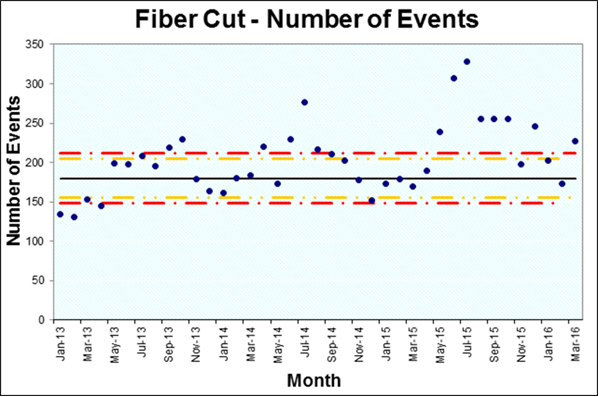 Fiber Cut - Number of Events
350
300
250
200
150
100
50
0
Number of Events
Jan-13
Mar-13
May-13
Jul-13
Sep-13
Nov-13
Jan-14
Mar-14
May-14
Jul-14
Sep-14
Nov-14
Jan-15
Mar-15
May-15
Jul-15
Sep-15
Nov-15
Jan-16
Mar-16
Month